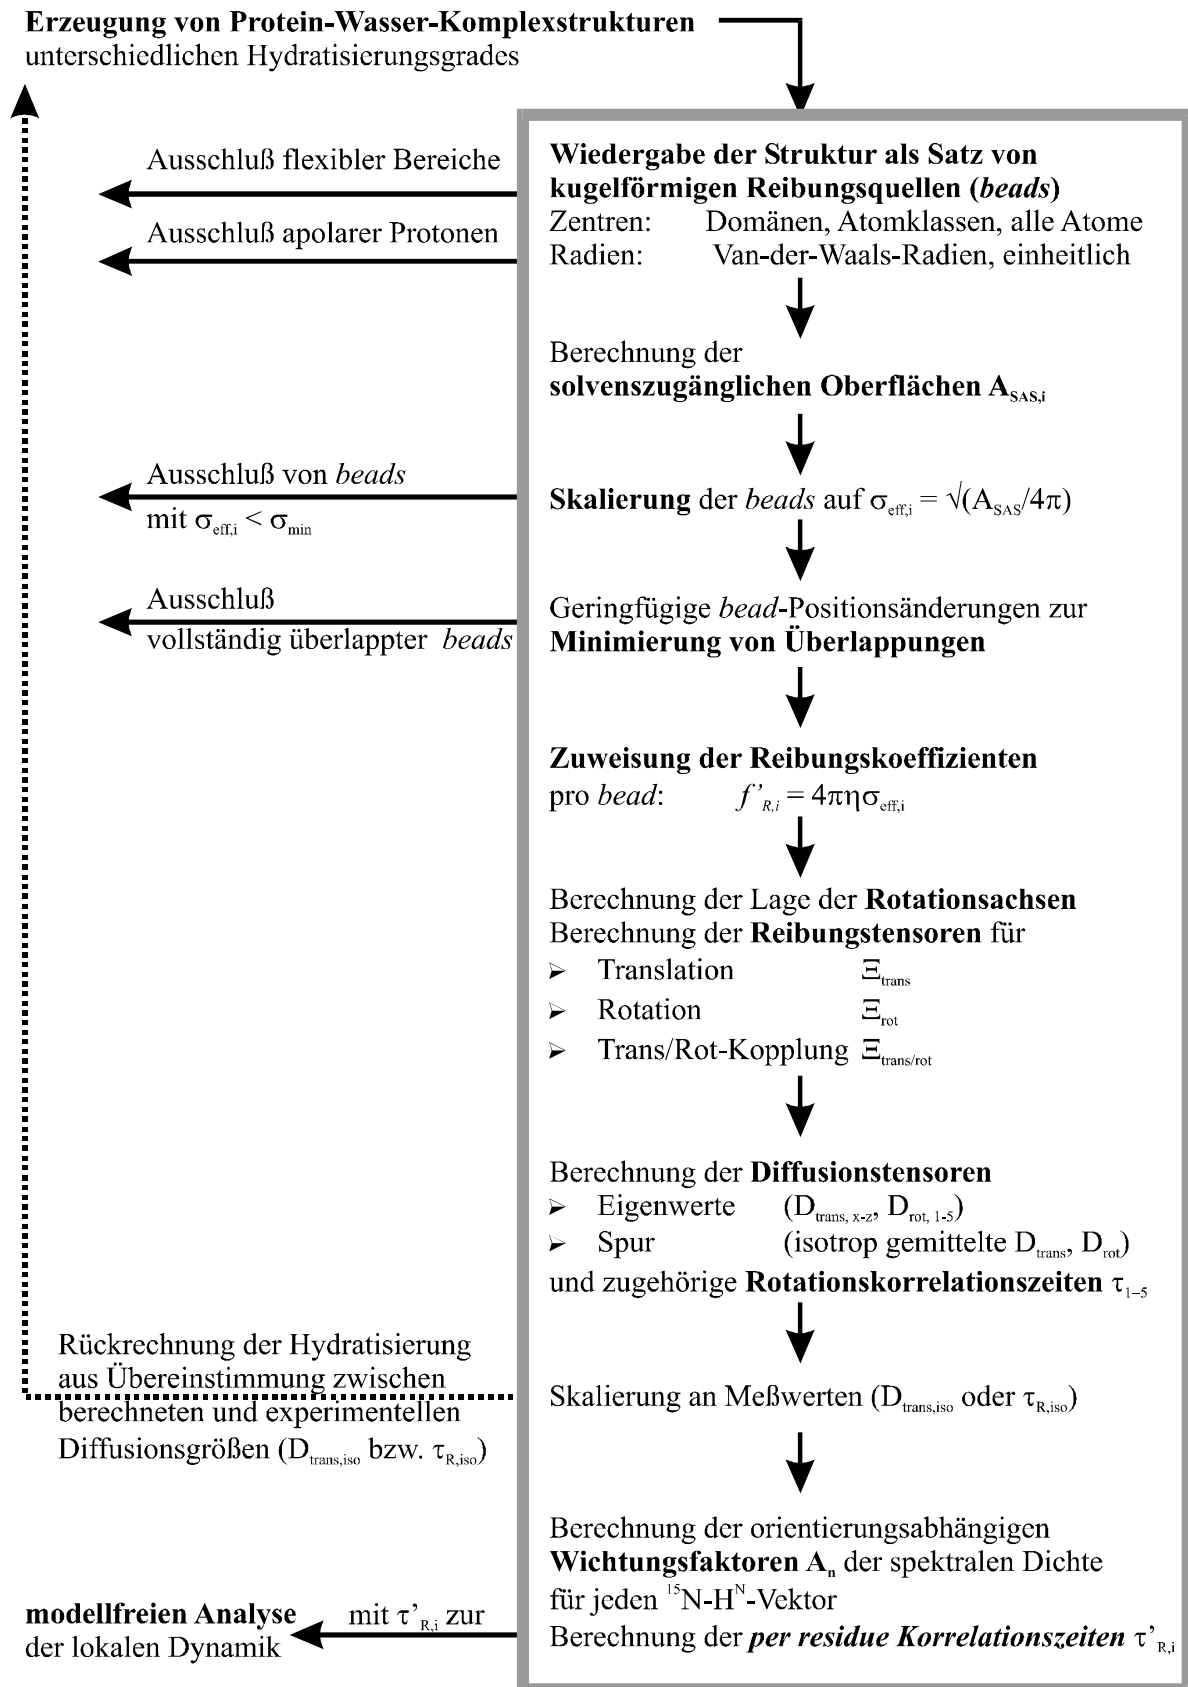 Erzeugung von Protein-Wasser-Komplexstrukturen
unterschiedlichen Hydratisierungsgrades
Ausschluß flexibler Bereiche
Ausschluß apolarer Protonen
Wiedergabe der Struktur als Satz von
kugelförmigen Reibungsquellen (beads)
Zentren: Domänen, Atomklassen, alle Atome
Radien: Van-der-Waals-Radien, einheitlich
Berechnung der
solvenszugänglichen Oberflächen A_SAS,i
Ausschluß von beads
mit σ_eff,i < σ_min
Skalierung der beads auf σ_eff,i = √(A_SAS/4π)
Ausschluß
vollständig überlappter beads
Geringfügige bead-Positionsänderungen zur
Minimierung von Überlappungen
Zuweisung der Reibungskoeffizienten
pro bead: f’_R,i = 4πησ_eff,i
Berechnung der Lage der Rotationsachsen
Berechnung der Reibungstensoren für
➢ Translation Ξ_trans
➢ Rotation Ξ_rot
➢ Trans/Rot-Kopplung Ξ_trans/rot
Berechnung der Diffusionstensoren
➢ Eigenwerte (D_trans, x-z, D_rot, 1-5)
➢ Spur (isotrop gemittelte D_trans, D_rot)
und zugehörige Rotationskorrelationszeiten τ_1–5
Rückrechnung der Hydratisierung
aus Übereinstimmung zwischen
berechneten und experimentellen
Diffusionsgrößen (D_trans,iso bzw. τ_R,iso)
Skalierung an Meßwerten (D_trans,iso oder τ_R,iso)
Berechnung der orientierungsabhängigen
Wichtungsfaktoren A_n der spektralen Dichte
für jeden ¹⁵N-Hᴺ-Vektor
Berechnung der per residue Korrelationszeiten τ’_R,i
mit τ’_R,i zur
modellfreien Analyse
der lokalen Dynamik